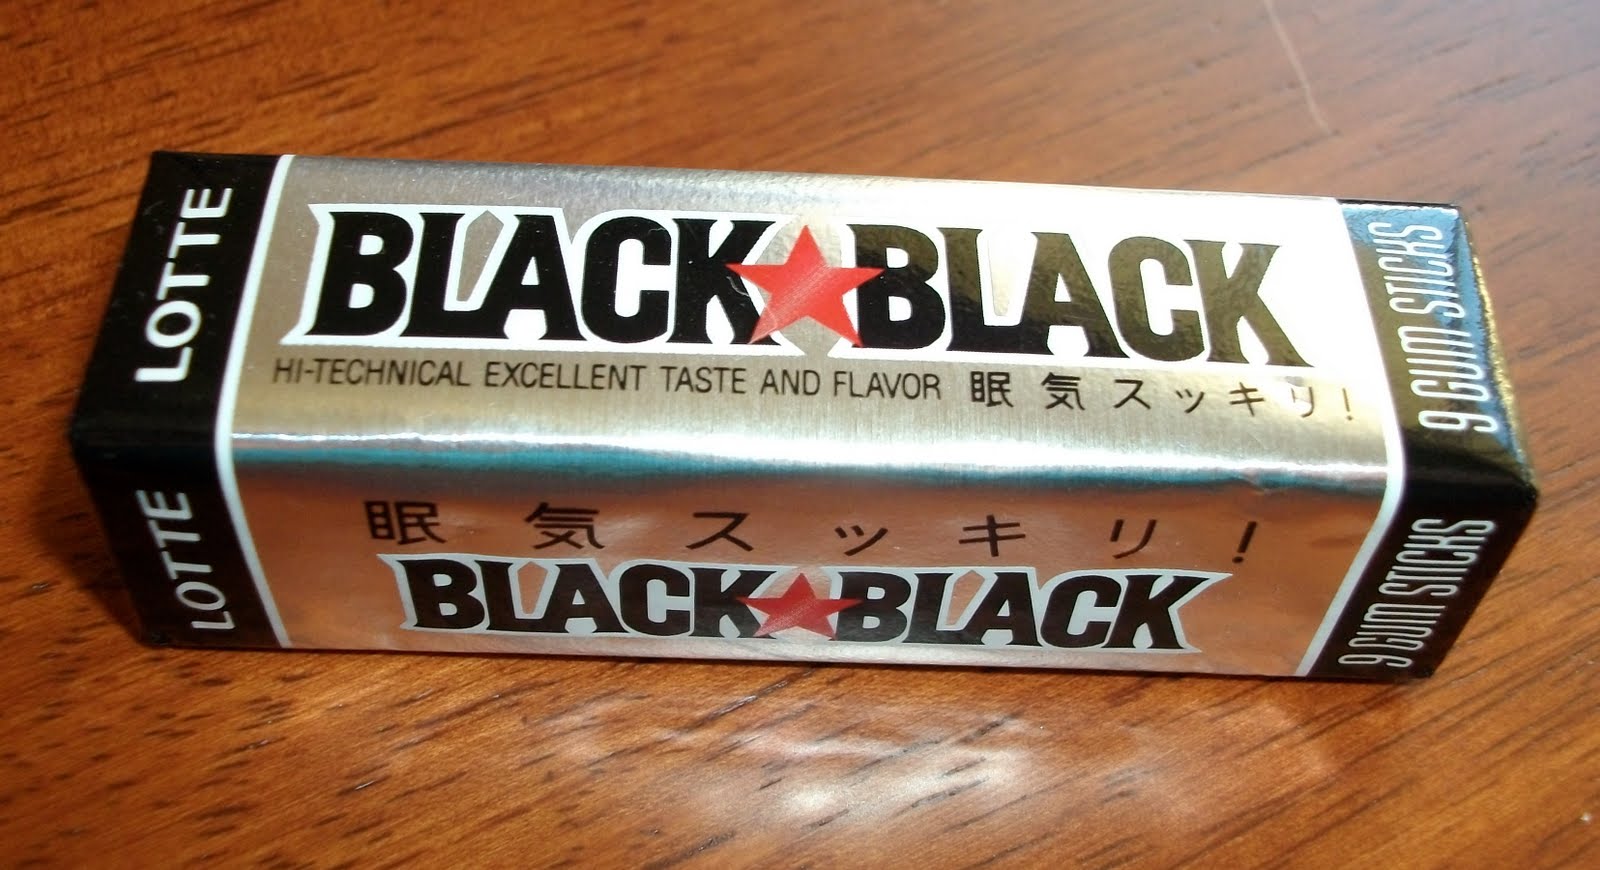 LOTTE
BLACK★BLACK
HI-TECHNICAL EXCELLENT TASTE AND FLAVOR 眠気スッキリ!
9 GUM STICKS
LOTTE
眠気スッキリ!
BLACK★BLACK
9 GUM STICKS